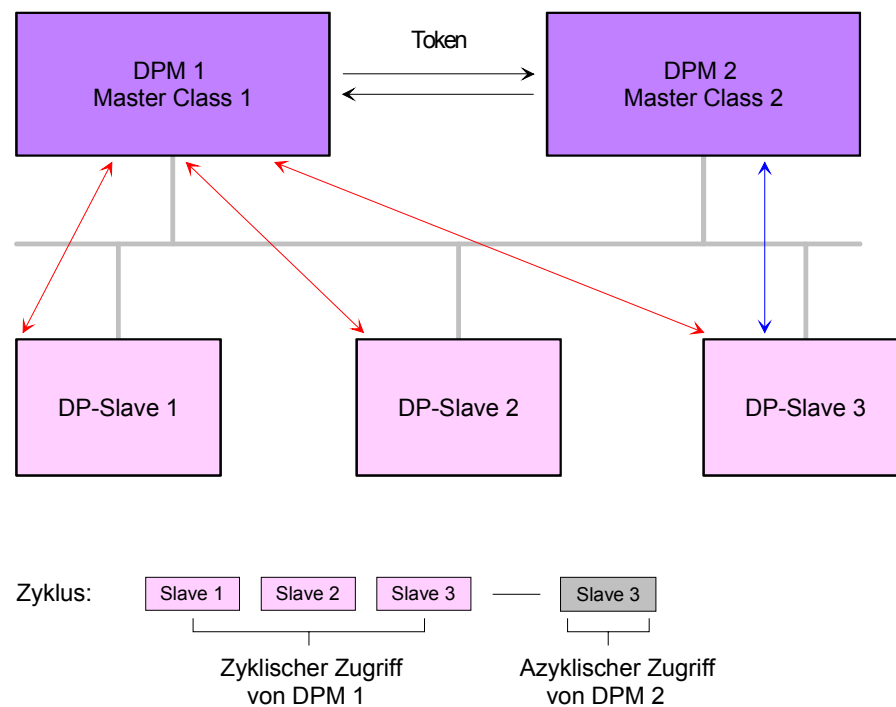 Token
DPM 1
Master Class 1
DPM 2
Master Class 2
DP-Slave 1
DP-Slave 2
DP-Slave 3
Zyklus:
Slave 1
Slave 2
Slave 3
Slave 3
Zyklischer Zugriff
von DPM 1
Azyklischer Zugriff
von DPM 2